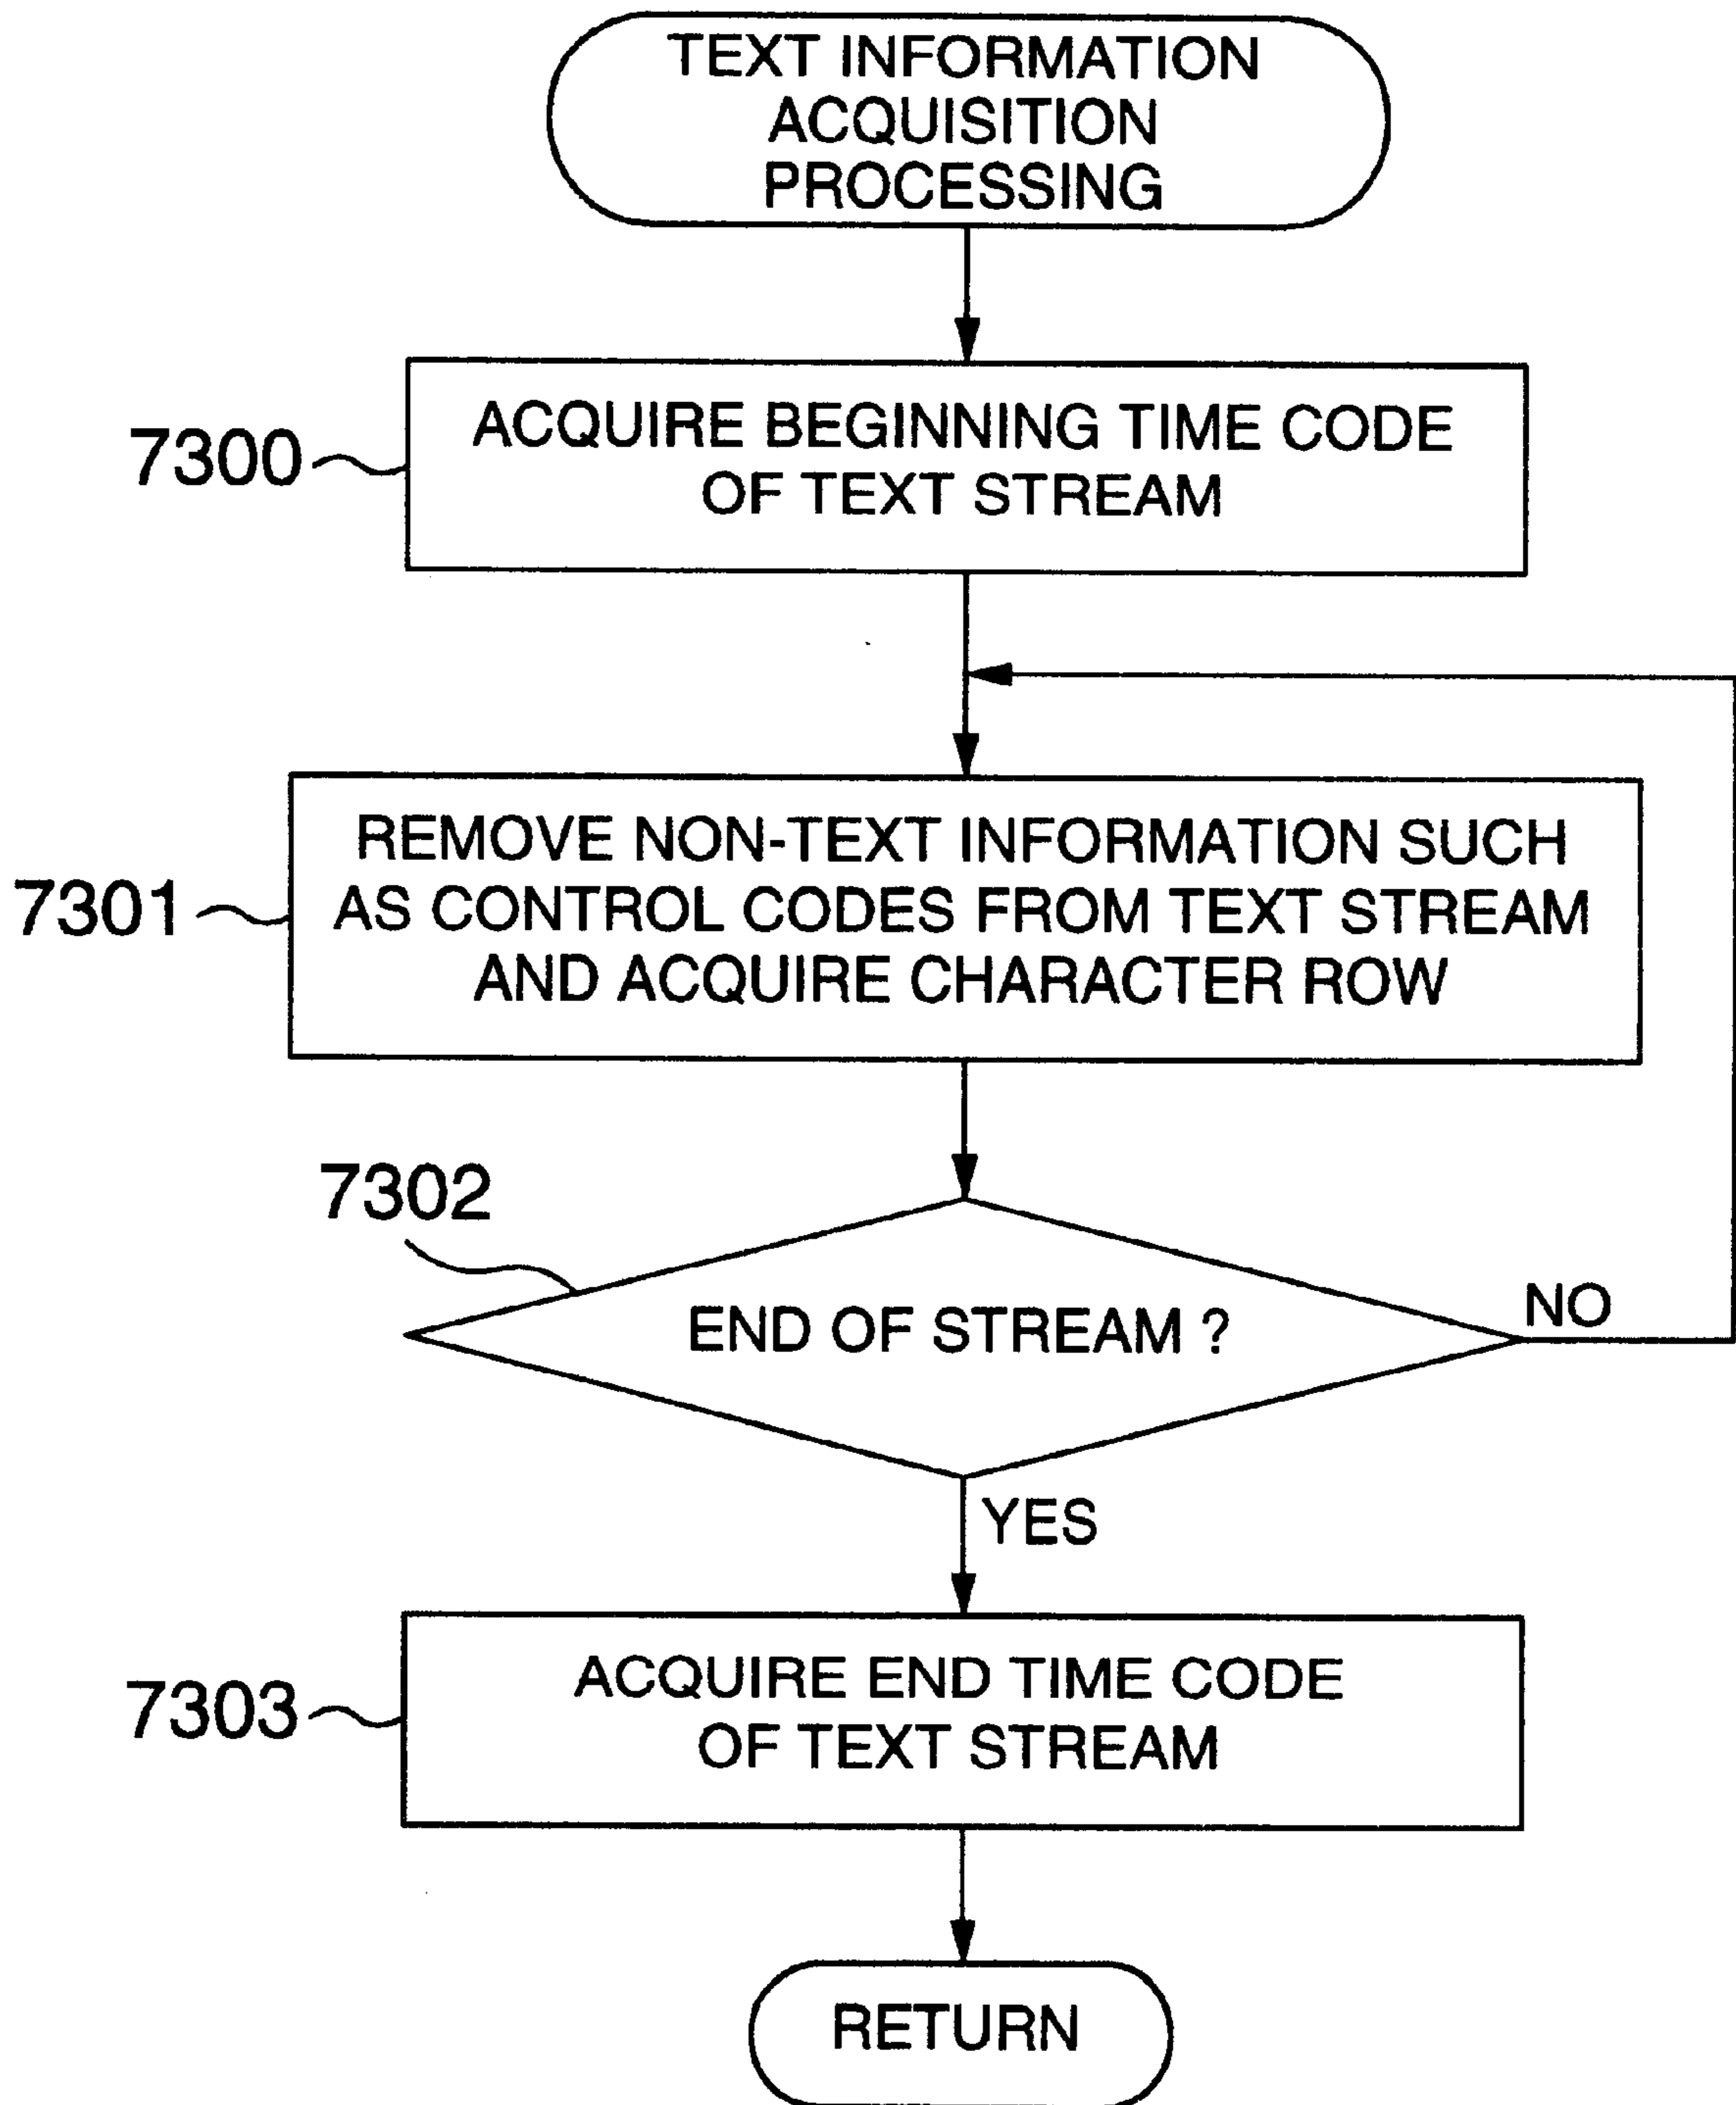 TEXT INFORMATION
ACQUISITION
PROCESSING
7300
ACQUIRE BEGINNING TIME CODE
OF TEXT STREAM
7301
REMOVE NON-TEXT INFORMATION SUCH
AS CONTROL CODES FROM TEXT STREAM
AND ACQUIRE CHARACTER ROW
7302
END OF STREAM ?
NO
YES
7303
ACQUIRE END TIME CODE
OF TEXT STREAM
RETURN